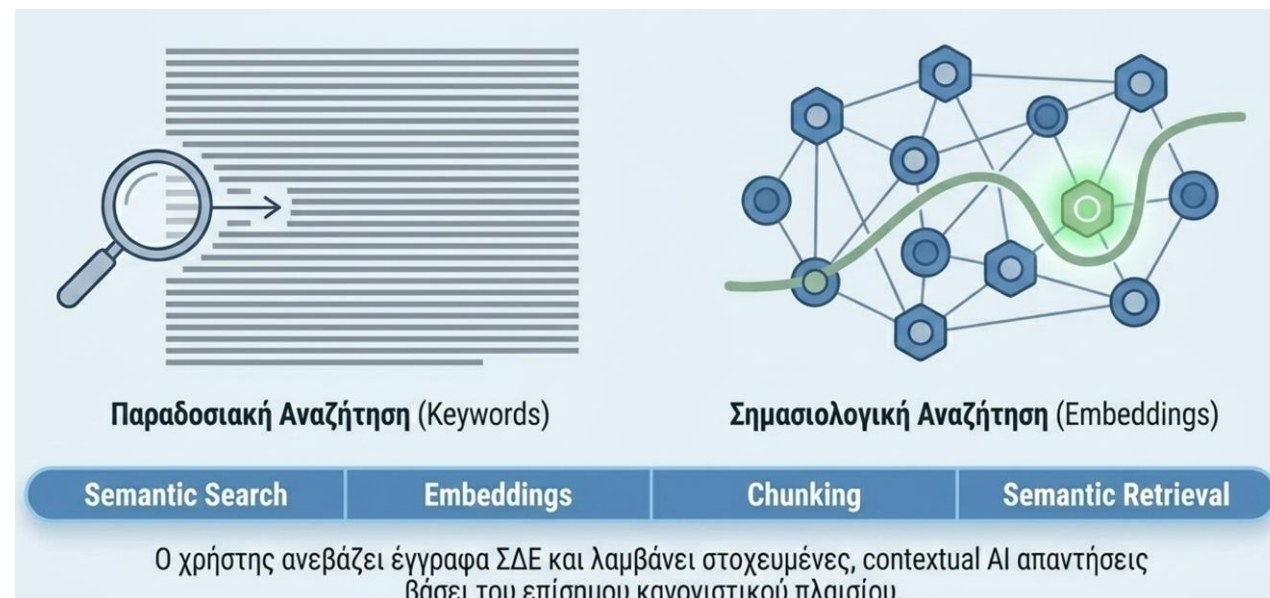 Παραδοσιακή Αναζήτηση (Keywords)
Σημασιολογική Αναζήτηση (Embeddings)
Semantic Search
Embeddings
Chunking
Semantic Retrieval
Ο χρήστης ανεβάζει έγγραφα ΣΔΕ και λαμβάνει στοχευμένες, contextual AI απαντήσεις
βάσει του επίσημου κανονιστικού πλαισίου.